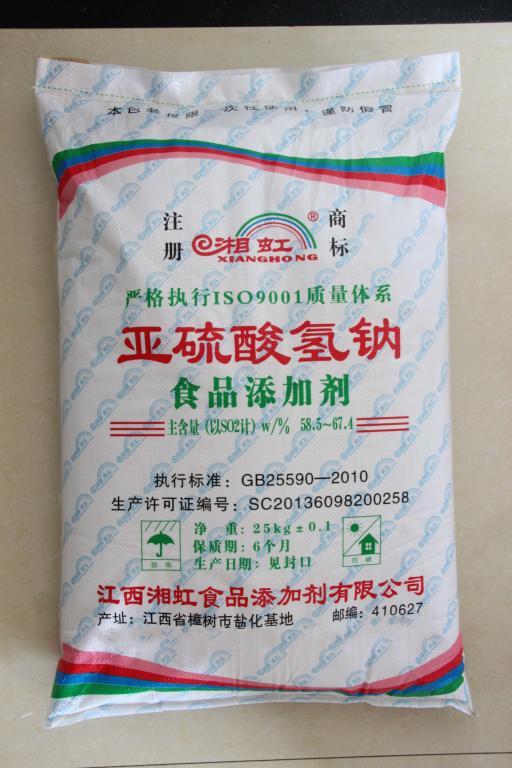 本包装仅限一次性使用，谨防假冒
注册 湘虹® 商标
XIANGHONG
严格执行ISO9001质量体系
亚硫酸氢钠
食品添加剂
主含量（以SO2计）w/% 58.5~67.4
执行标准：GB25590—2010
生产许可证编号：SC20136098200258
净 重：25kg±0.1
保质期：6个月
生产日期：见封口
防雨
防晒
江西湘虹食品添加剂有限公司
产址：江西省樟树市盐化基地 邮编：410627